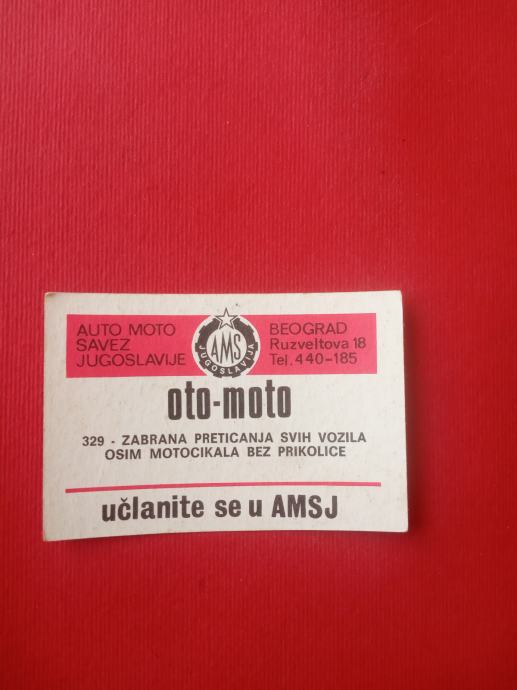 AUTO MOTO
SAVEZ
JUGOSLAVIJE
AMS
JUGOSLAVIJA
BEOGRAD
Ruzveltova 18
Tel. 440-185
oto-moto
329 - ZABRANA PRETICANJA SVIH VOZILA
OSIM MOTOCIKALA BEZ PRIKOLICE
učlanite se u AMSJ